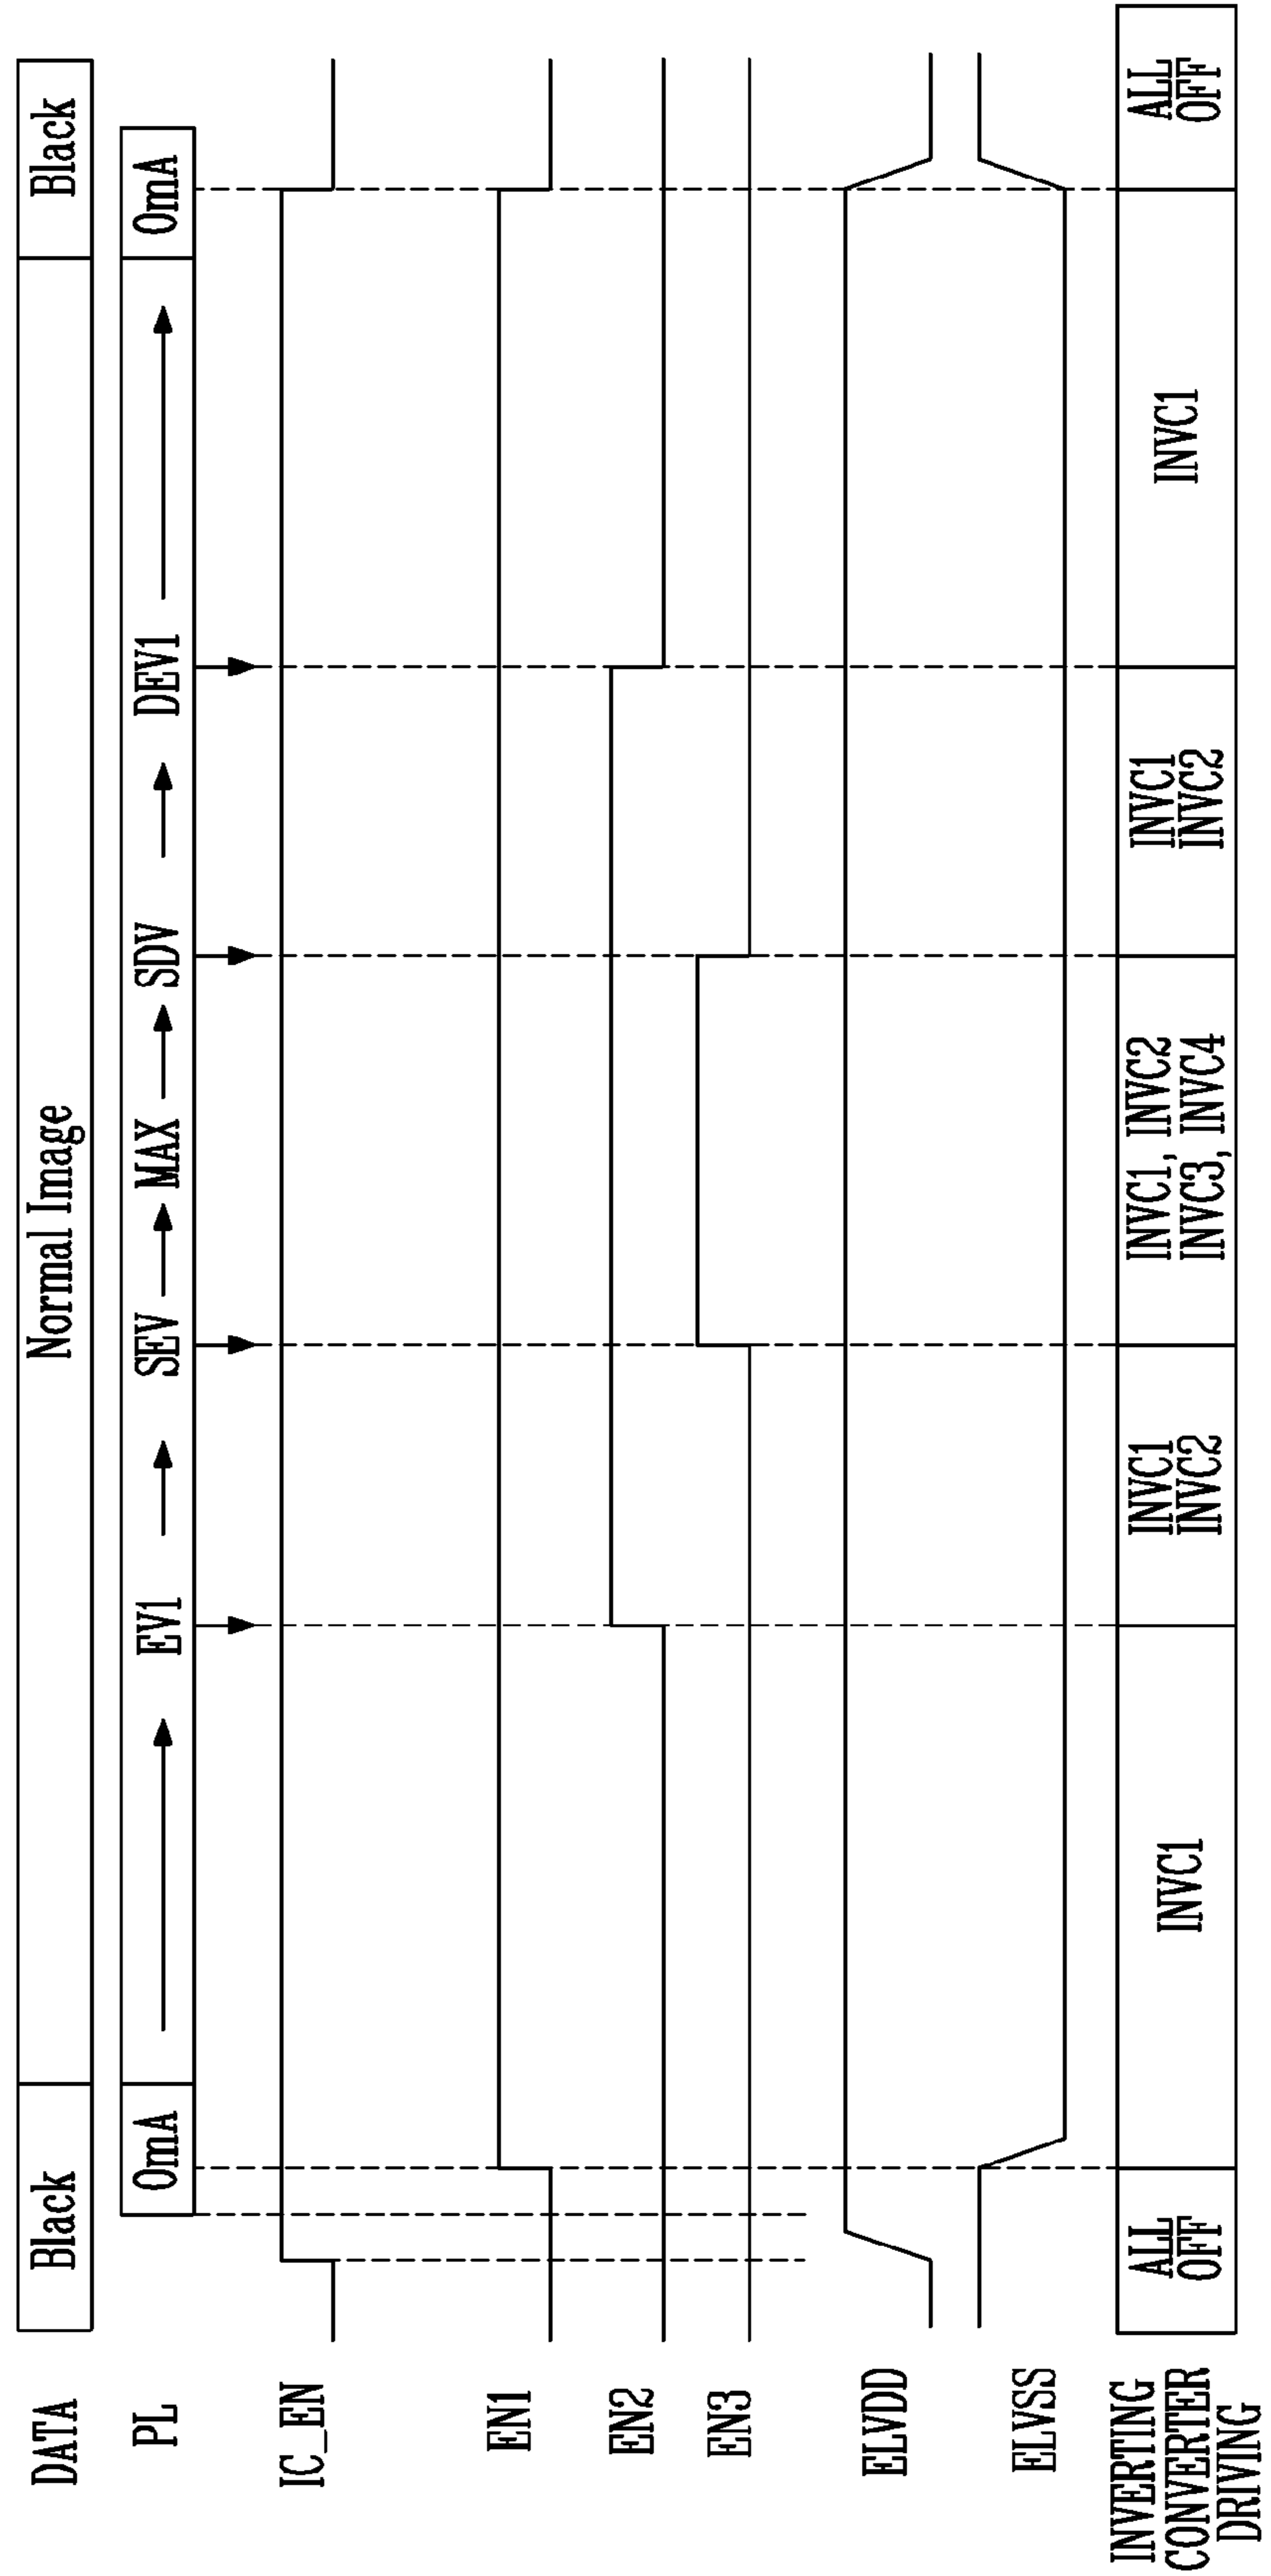 DATA
Black
Normal Image
Black
PL
0mA
EV1
SEV
MAX
SDV
DEV1
0mA
IC_EN
EN1
EN2
EN3
ELVDD
ELVSS
INVERTING
CONVERTER
DRIVING
ALL
OFF
INVC1
INVC1
INVC2
INVC1, INVC2
INVC3, INVC4
INVC1
INVC2
INVC1
ALL
OFF